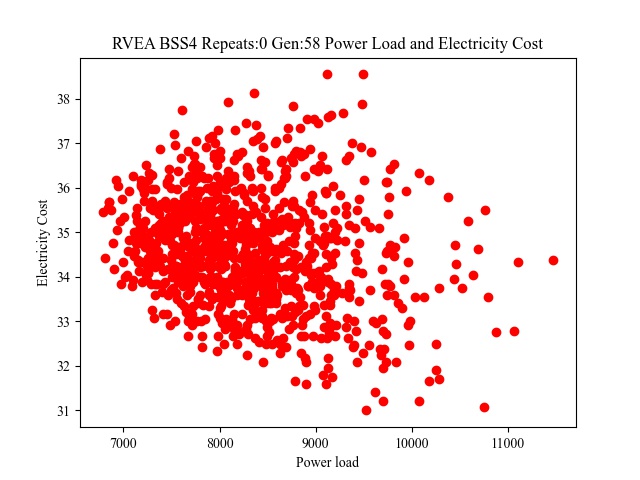 RVEA BSS4 Repeats:0 Gen:58 Power Load and Electricity Cost
38
37
36
35
34
33
32
31
Electricity Cost
7000 8000 9000 10000 11000
Power load